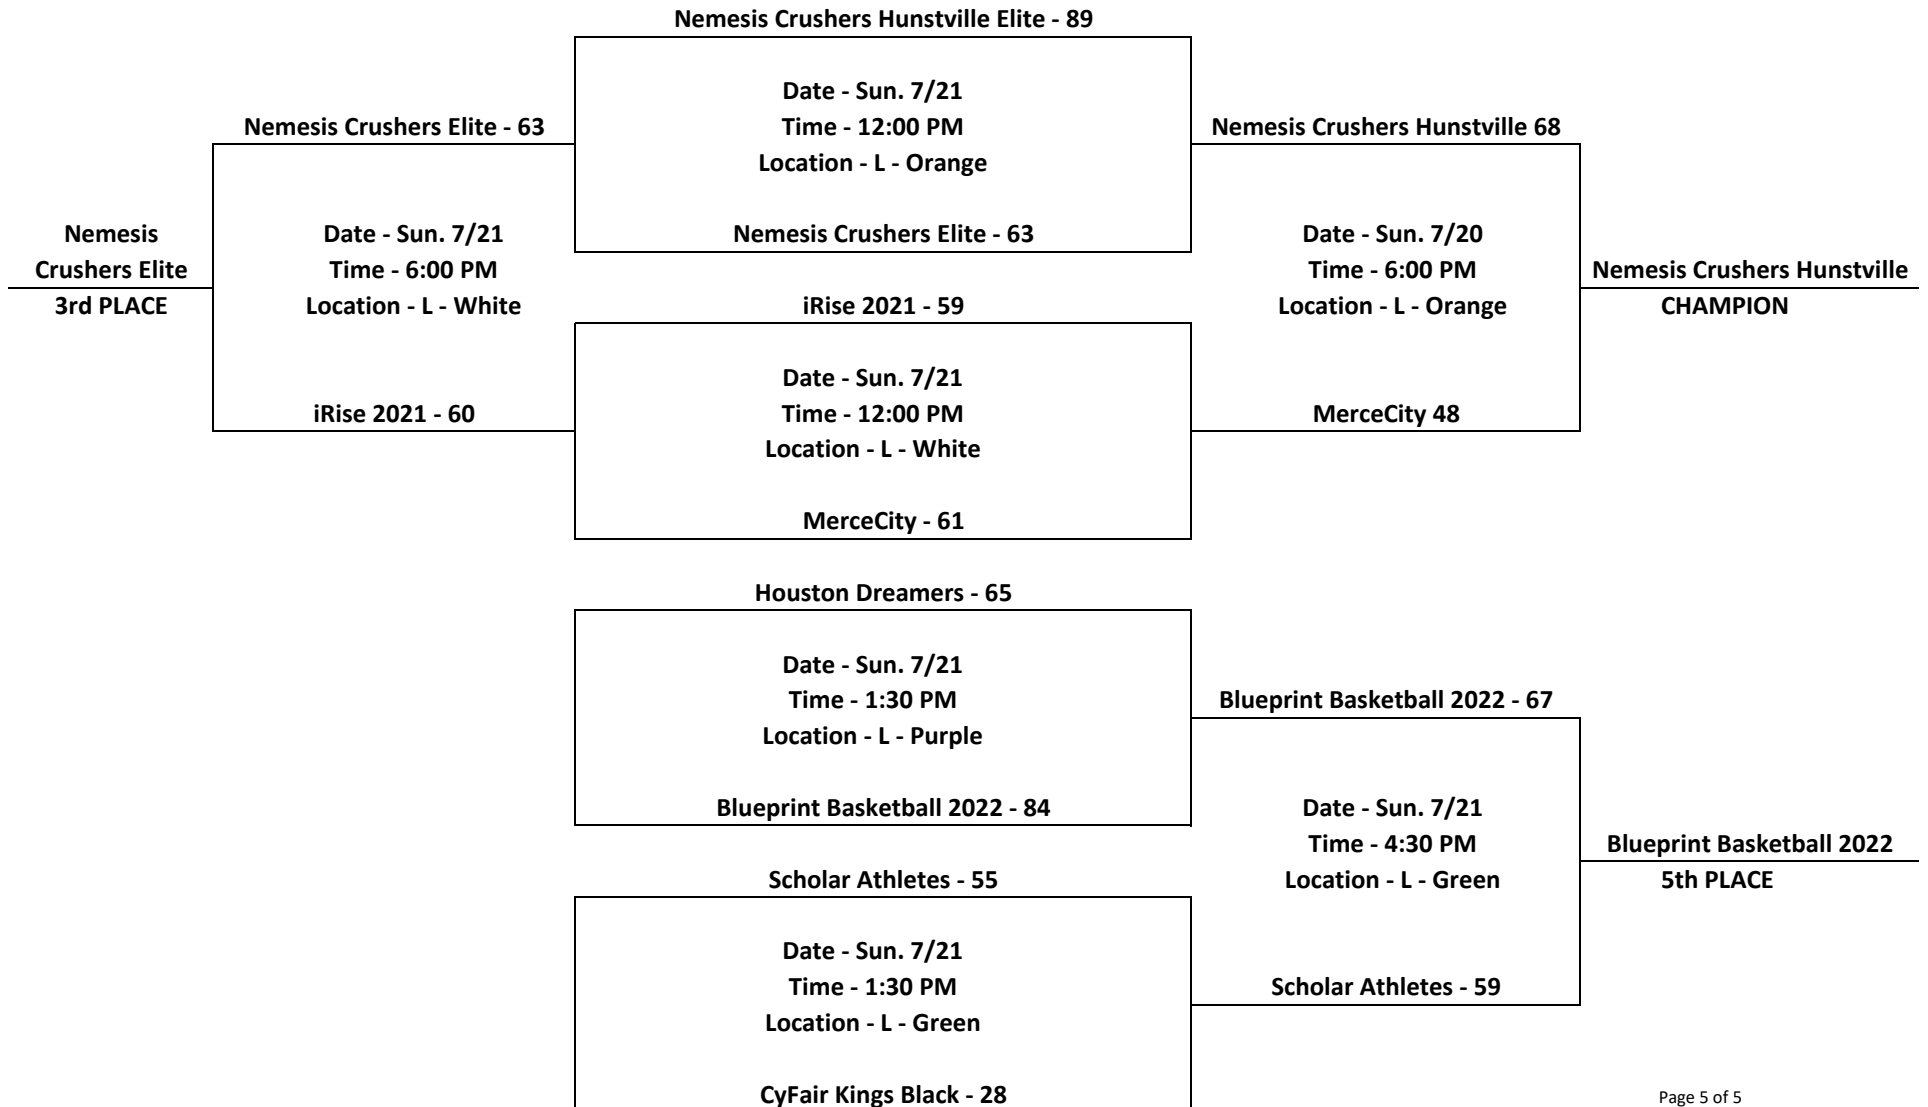 Nemesis Crushers Hunstville Elite - 89
Date - Sun. 7/21
Time - 12:00 PM
Location - L - Orange
Nemesis Crushers Elite - 63
Nemesis Crushers Elite - 63
Date - Sun. 7/21
Time - 6:00 PM
Location - L - White
iRise 2021 - 60
Nemesis
Crushers Elite
3rd PLACE
iRise 2021 - 59
Date - Sun. 7/21
Time - 12:00 PM
Location - L - White
MerceCity - 61
Nemesis Crushers Hunstville 68
Date - Sun. 7/20
Time - 6:00 PM
Location - L - Orange
MerceCity 48
Nemesis Crushers Hunstville
CHAMPION
Houston Dreamers - 65
Date - Sun. 7/21
Time - 1:30 PM
Location - L - Purple
Blueprint Basketball 2022 - 84
Scholar Athletes - 55
Date - Sun. 7/21
Time - 1:30 PM
Location - L - Green
CyFair Kings Black - 28
Blueprint Basketball 2022 - 67
Date - Sun. 7/21
Time - 4:30 PM
Location - L - Green
Scholar Athletes - 59
Blueprint Basketball 2022
5th PLACE
Page 5 of 5